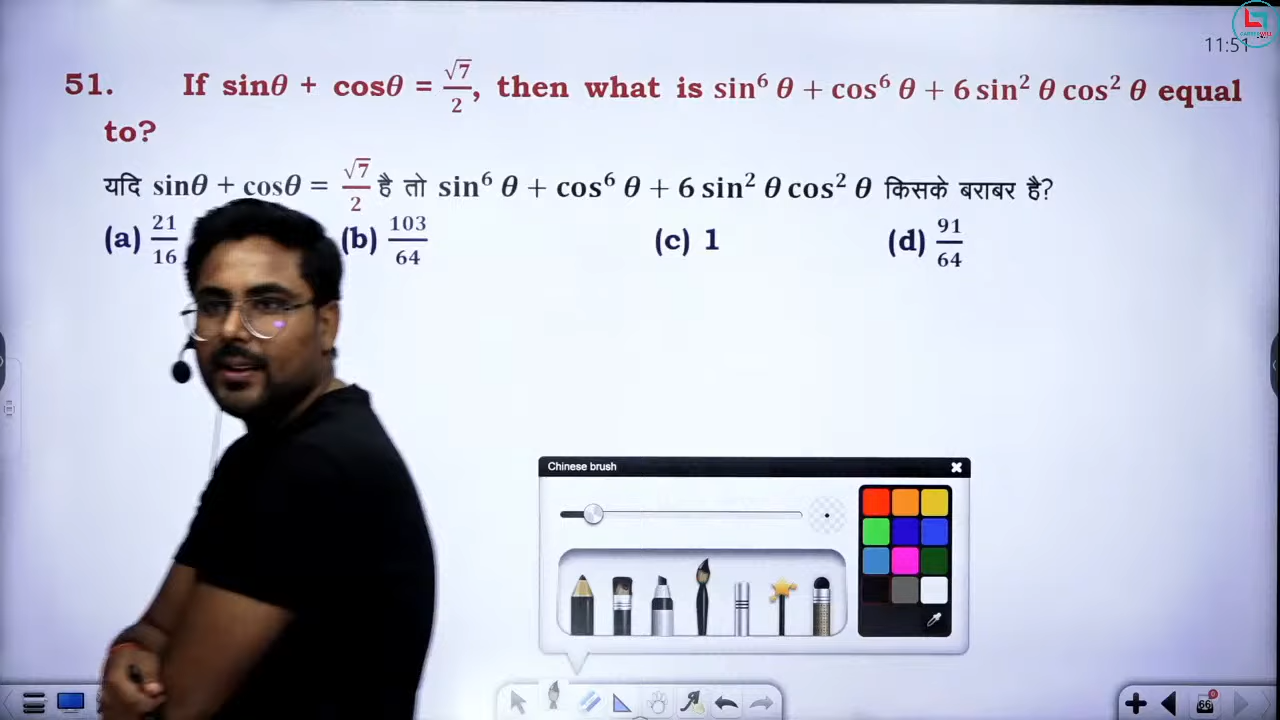 11:51
51. If sinθ + cosθ = √7/2, then what is sin⁶ θ + cos⁶ θ + 6 sin² θ cos² θ equal
to?
यदि sinθ + cosθ = √7/2 है तो sin⁶ θ + cos⁶ θ + 6 sin² θ cos² θ किसके बराबर है?
(a) 21/16 (b) 103/64 (c) 1 (d) 91/64
Chinese brush
66